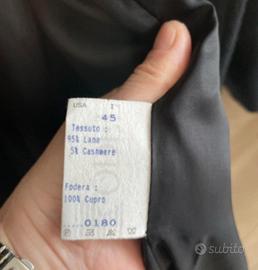 USA I
45
Tessuto :
95% Lana
5% Cashmere
Fodera :
100% Cupro
....0180
subito